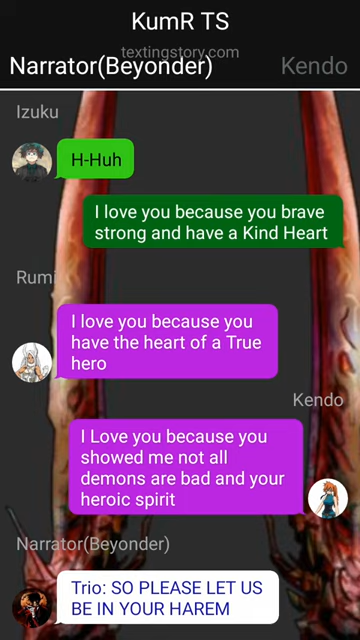 KumR TS
textingstory.com
Narrator(Beyonder)
Kendo
Izuku
H-Huh
I love you because you brave
strong and have a Kind Heart
Rumi
I love you because you
have the heart of a True
hero
Kendo
I Love you because you
showed me not all
demons are bad and your
heroic spirit
Narrator(Beyonder)
Trio: SO PLEASE LET US
BE IN YOUR HAREM